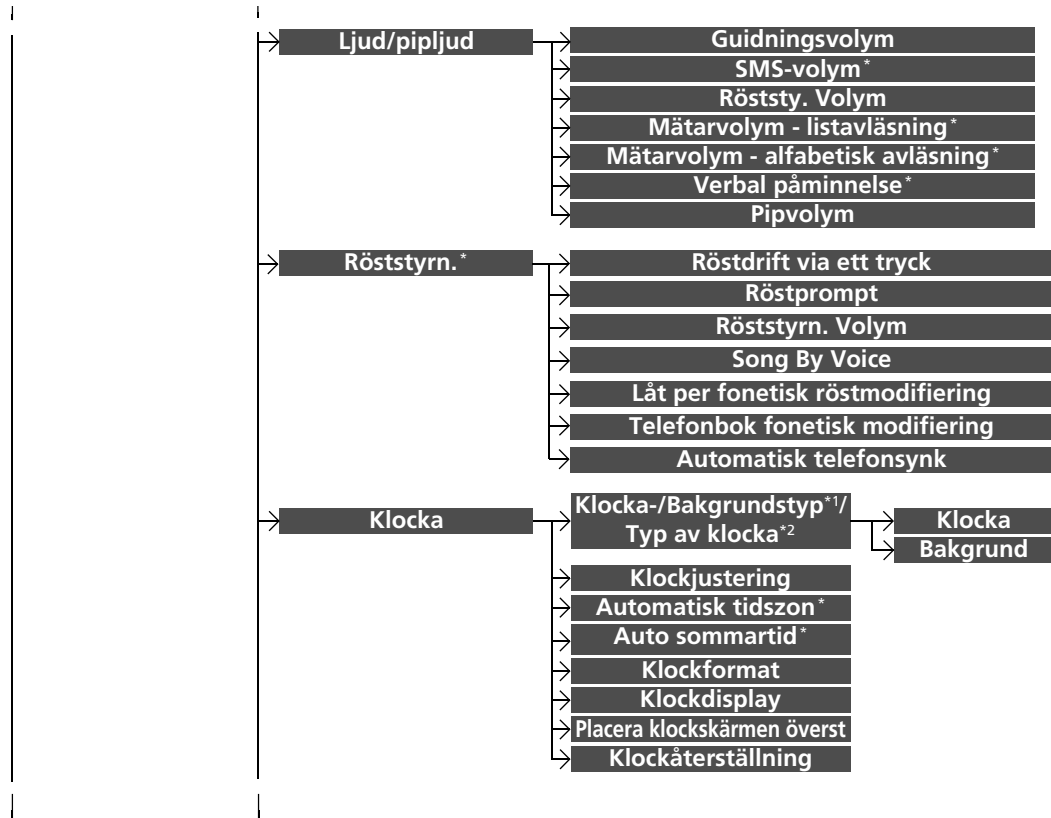 Ljud/pipljud
Guidningsvolym
SMS-volym*
Röststy. Volym
Mätarvolym - listavläsning*
Mätarvolym - alfabetisk avläsning*
Verbal påminnelse*
Pipvolym
Röststyrn.*
Röstdrift via ett tryck
Röstprompt
Röststyrn. Volym
Song By Voice
Låt per fonetisk röstmodifiering
Telefonbok fonetisk modifiering
Automatisk telefonsynk
Klocka
Klocka-/Bakgrundstyp*1/
Typ av klocka*2
Klocka
Bakgrund
Klockjustering
Automatisk tidszon*
Auto sommartid*
Klockformat
Klockdisplay
Placera klockskärmen överst
Klockåterställning